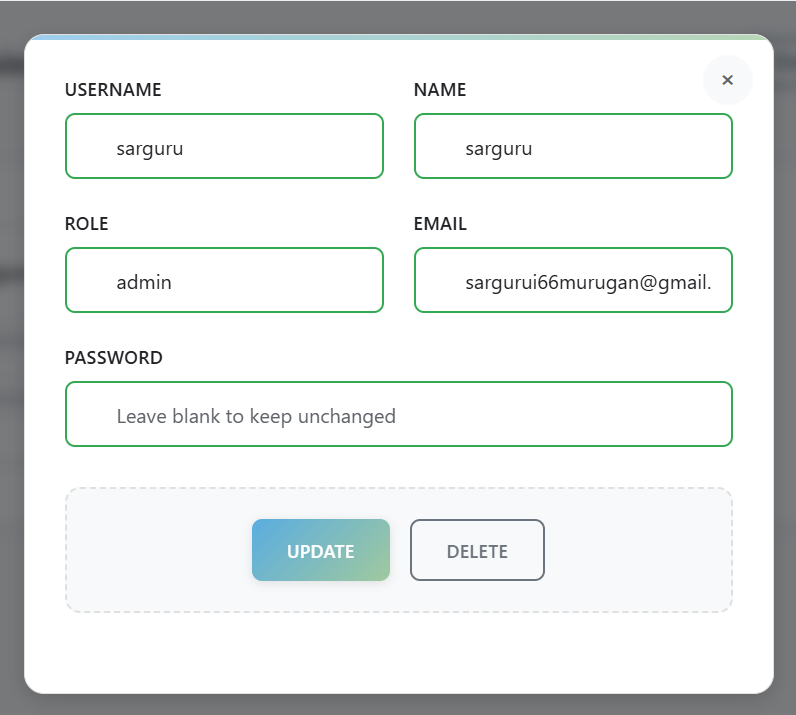 USERNAME NAME
sarguru sarguru
ROLE EMAIL
admin sargurui66murugan@gmail.
PASSWORD
Leave blank to keep unchanged
UPDATE DELETE